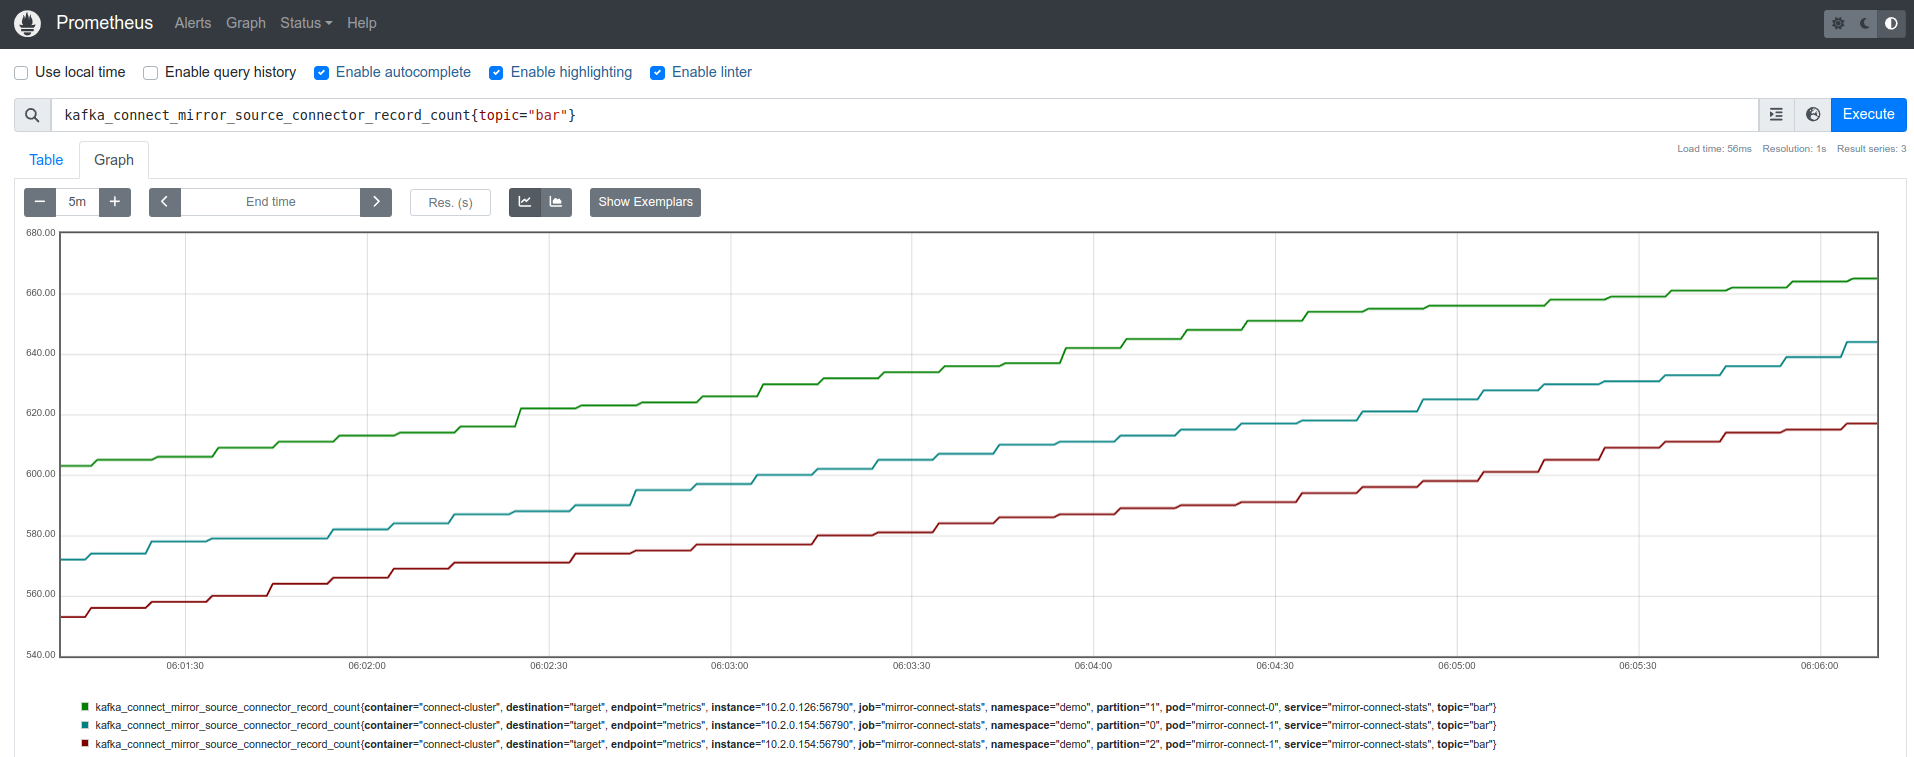 Prometheus Alerts Graph Status Help
Use local time Enable query history Enable autocomplete Enable highlighting Enable linter
kafka_connect_mirror_source_connector_record_count{topic="bar"} Execute
Table Graph Load time: 56ms Resolution: 1s Result series: 3
5m End time Res. (s) Show Exemplars
680.00
660.00
640.00
620.00
600.00
580.00
560.00
540.00
06:01:30 06:02:00 06:02:30 06:03:00 06:03:30 06:04:00 06:04:30 06:05:00 06:05:30 06:06:00
kafka_connect_mirror_source_connector_record_count{container="connect-cluster", destination="target", endpoint="metrics", instance="10.2.0.126:56790", job="mirror-connect-stats", namespace="demo", partition="1", pod="mirror-connect-0", service="mirror-connect-stats", topic="bar"}
kafka_connect_mirror_source_connector_record_count{container="connect-cluster", destination="target", endpoint="metrics", instance="10.2.0.154:56790", job="mirror-connect-stats", namespace="demo", partition="0", pod="mirror-connect-1", service="mirror-connect-stats", topic="bar"}
kafka_connect_mirror_source_connector_record_count{container="connect-cluster", destination="target", endpoint="metrics", instance="10.2.0.154:56790", job="mirror-connect-stats", namespace="demo", partition="2", pod="mirror-connect-1", service="mirror-connect-stats", topic="bar"}